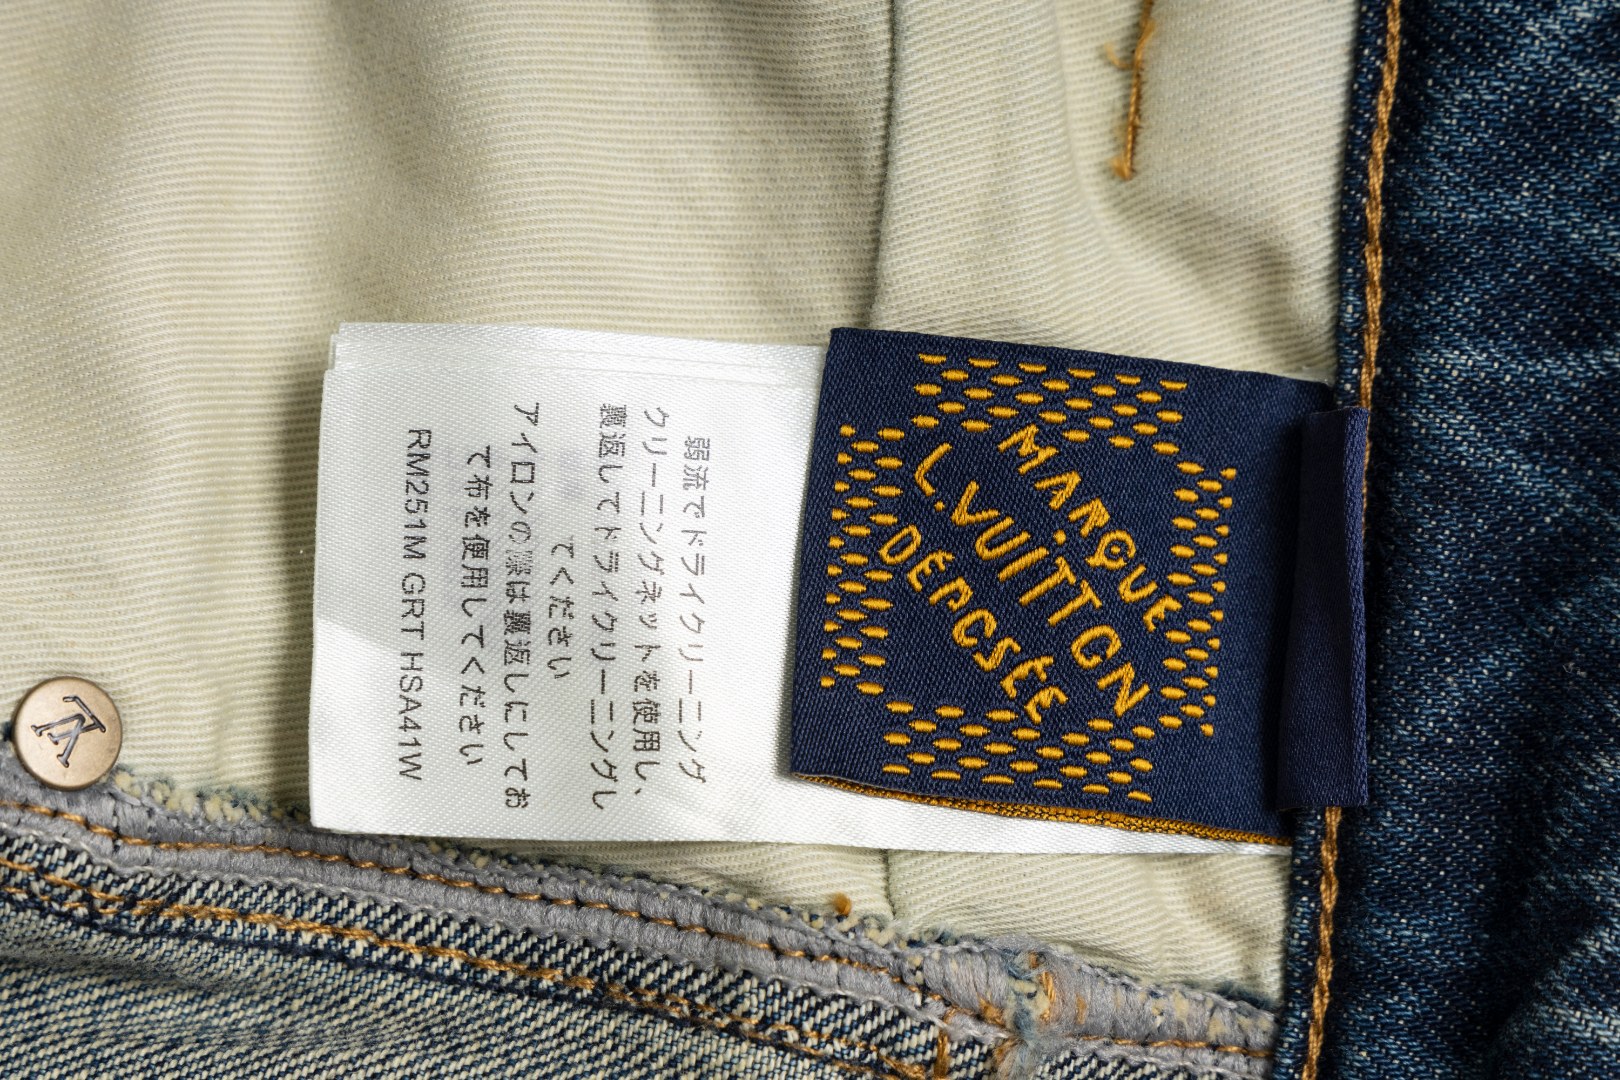 弱流でドライクリーニング
クリーニングネットを使用し、
裏返してドライクリーニングし
てください
アイロンの際は裏返しにしてお
て布を使用してください
RM251M GRT HSA41W
MARQUE
L.VUITTON
DÉPOSÉE
LV